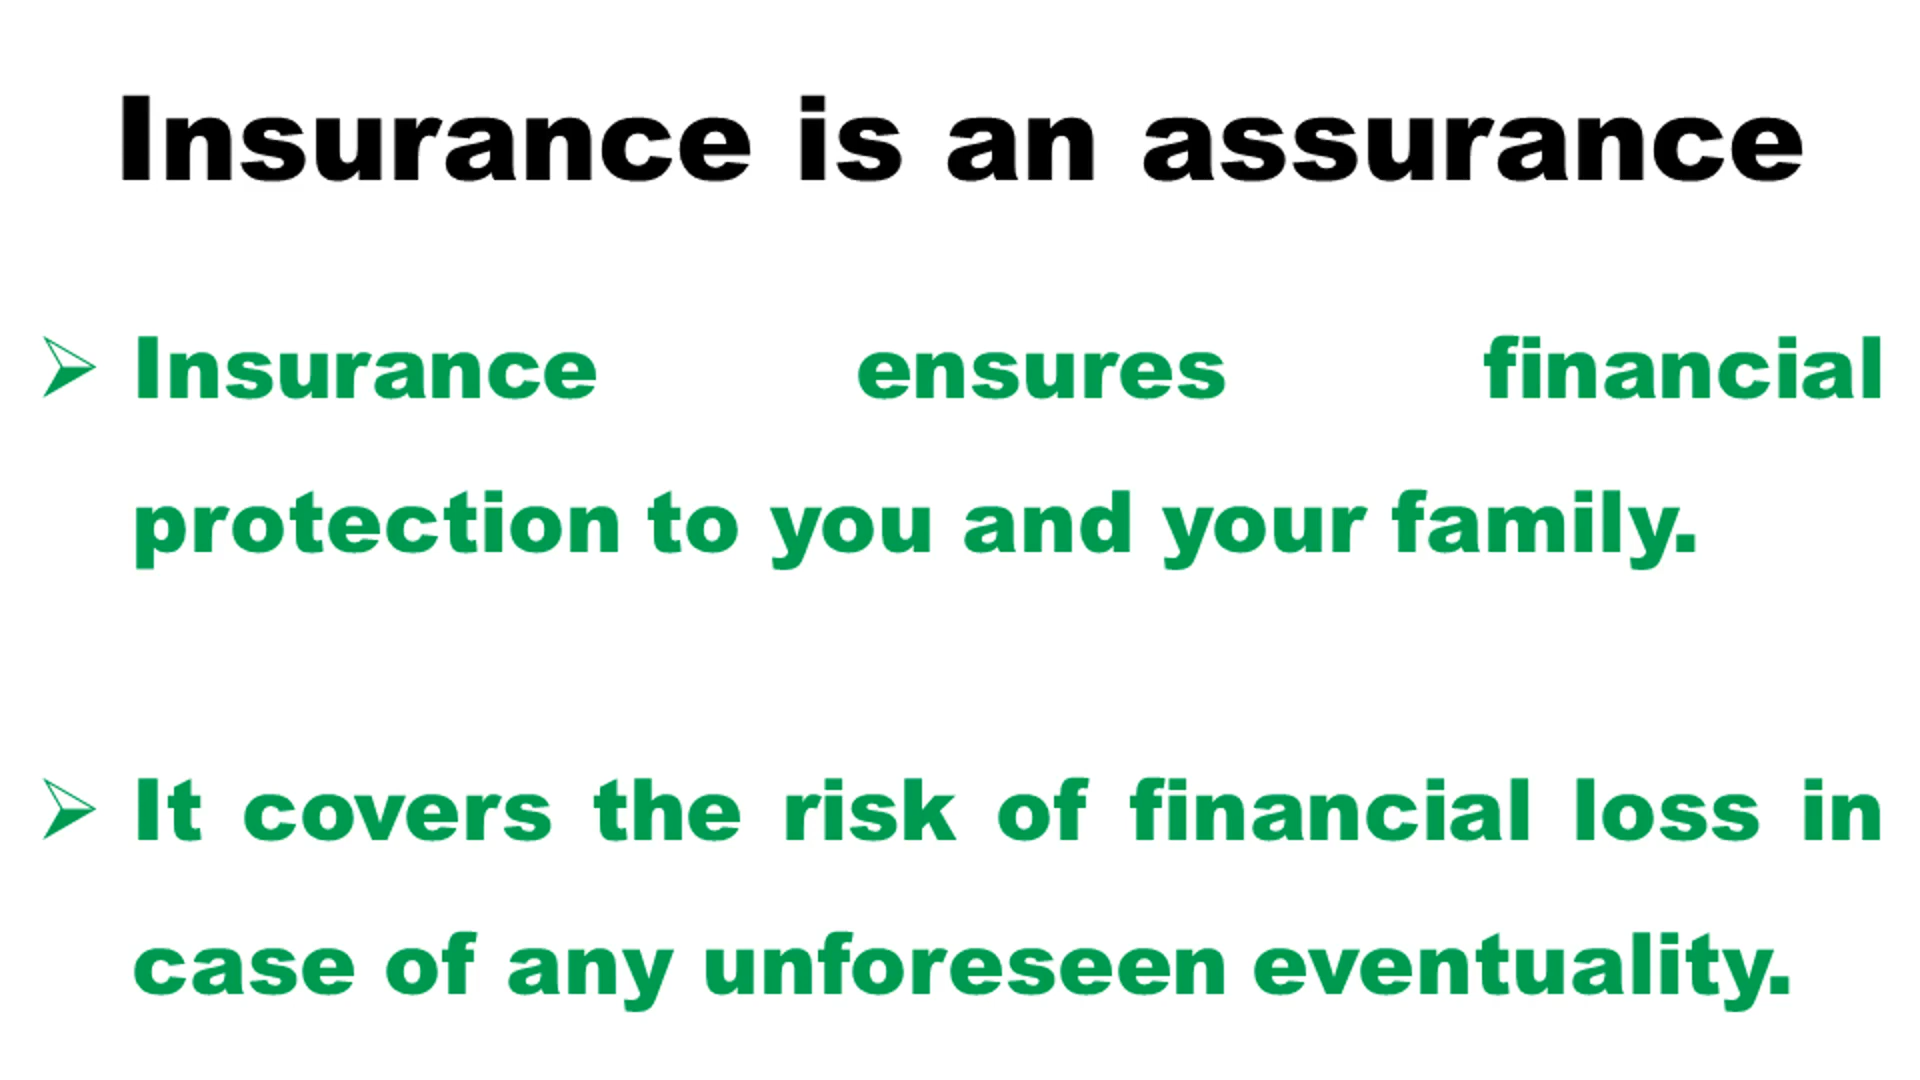 Insurance is an assurance
➢ Insurance ensures financial
protection to you and your family.
➢ It covers the risk of financial loss in
case of any unforeseen eventuality.